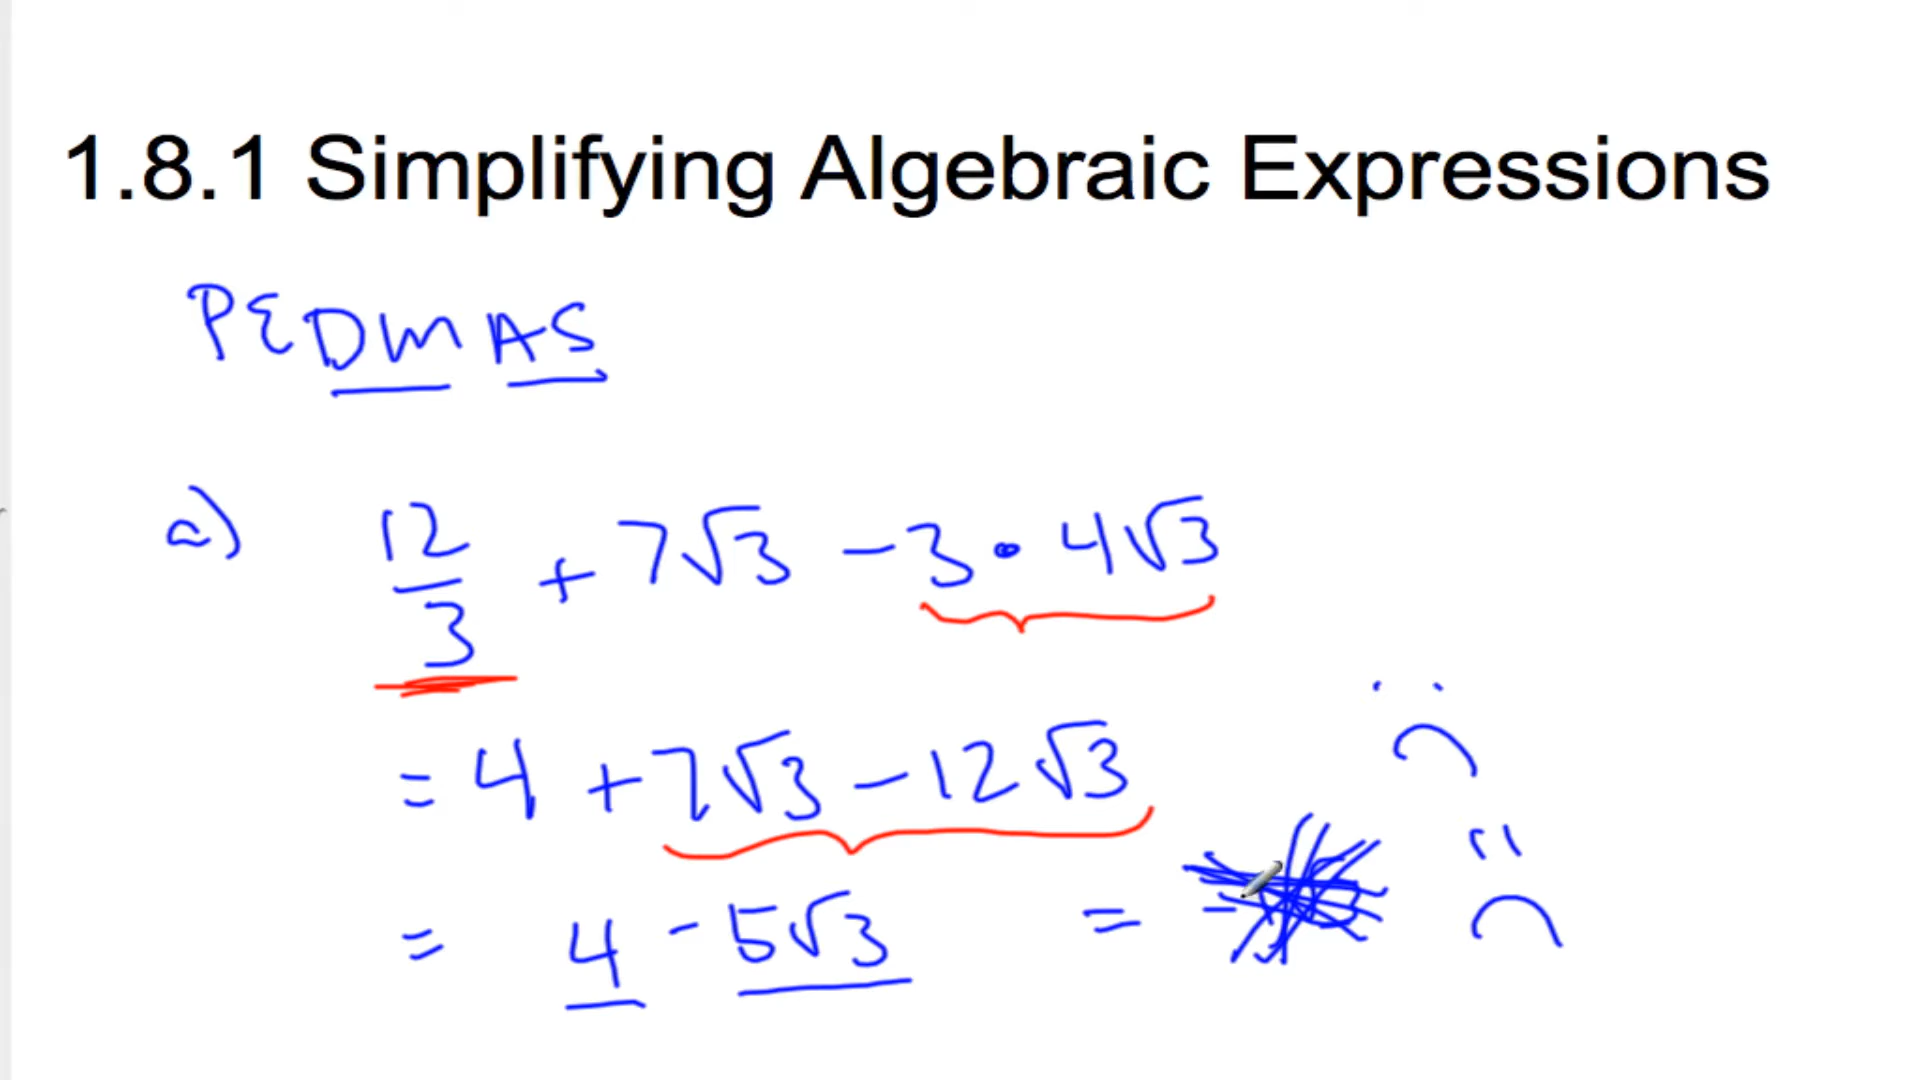 1.8.1 Simplifying Algebraic Expressions
PEDMAS
a) 12/3 + 7√3 - 3 • 4√3
= 4 + 7√3 - 12√3
= 4 - 5√3 = -